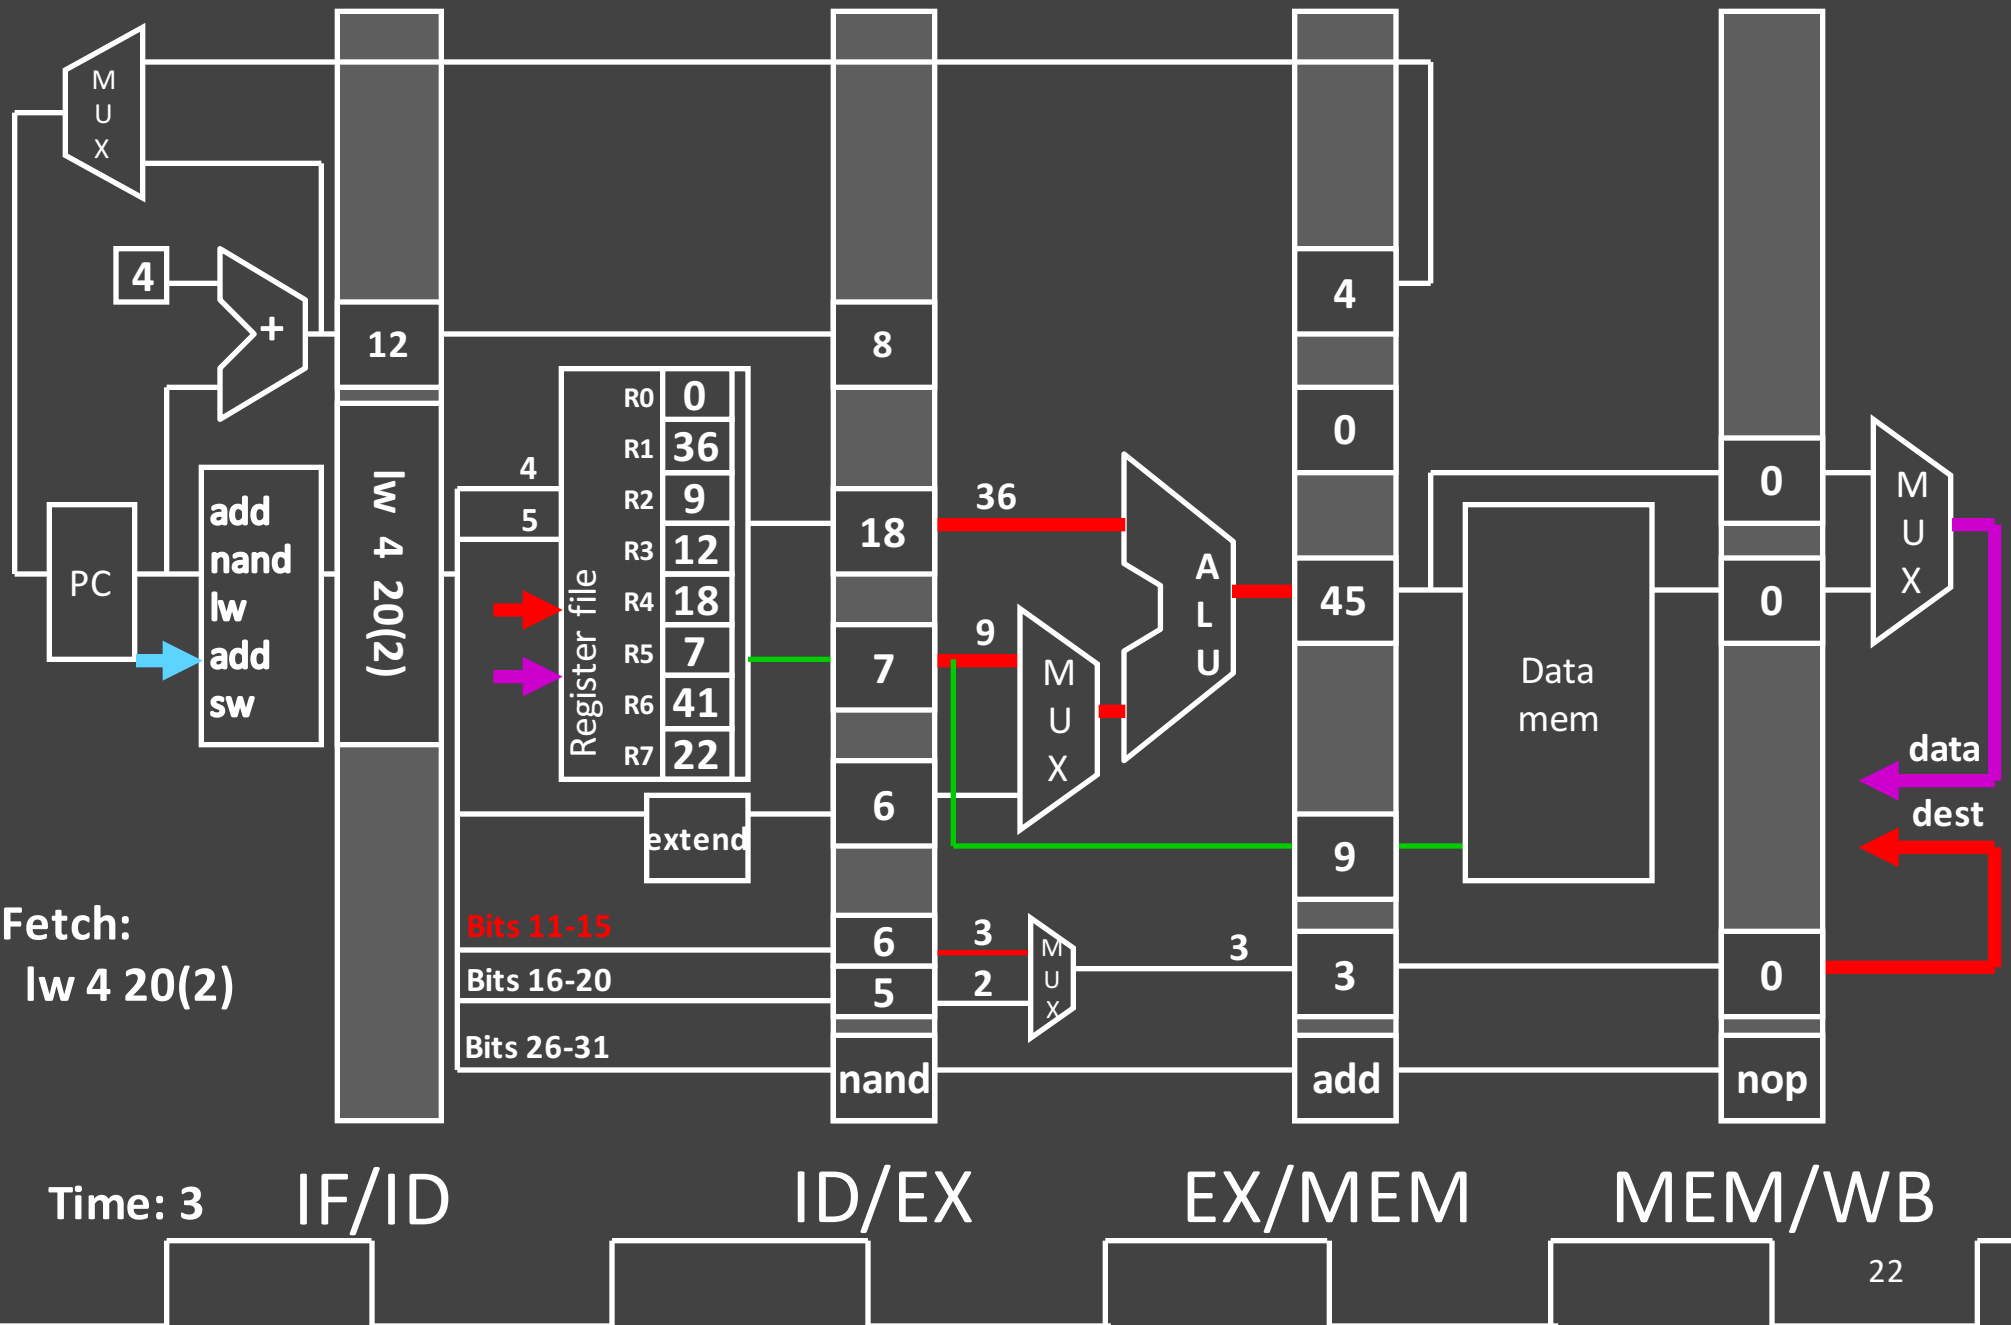 M
U
X
4
+
12
8
4
0
R0 0
R1 36
R2 9
R3 12
R4 18
R5 7
R6 41
R7 22
Register file
4
5
PC
add
nand
lw
add
sw
lw 4 20(2)
extend
18
7
6
6
5
nand
36
9
M
U
X
A
L
U
45
9
3
add
Data
mem
0
0
0
nop
M
U
X
data
dest
3
2
M
U
X
3
Bits 11-15
Bits 16-20
Bits 26-31
Fetch:
lw 4 20(2)
Time: 3
IF/ID
ID/EX
EX/MEM
MEM/WB
22